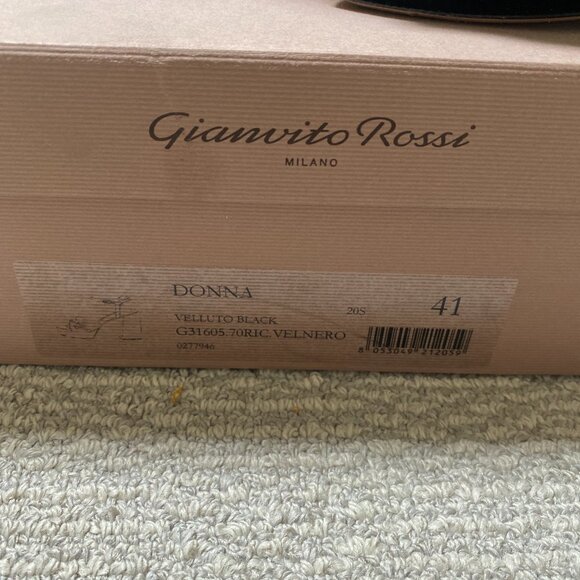 Gianvito Rossi
MILANO
DONNA
VELLUTO BLACK 20S 41
G31605.70RIC.VELNERO
0277946
8 053049 212059